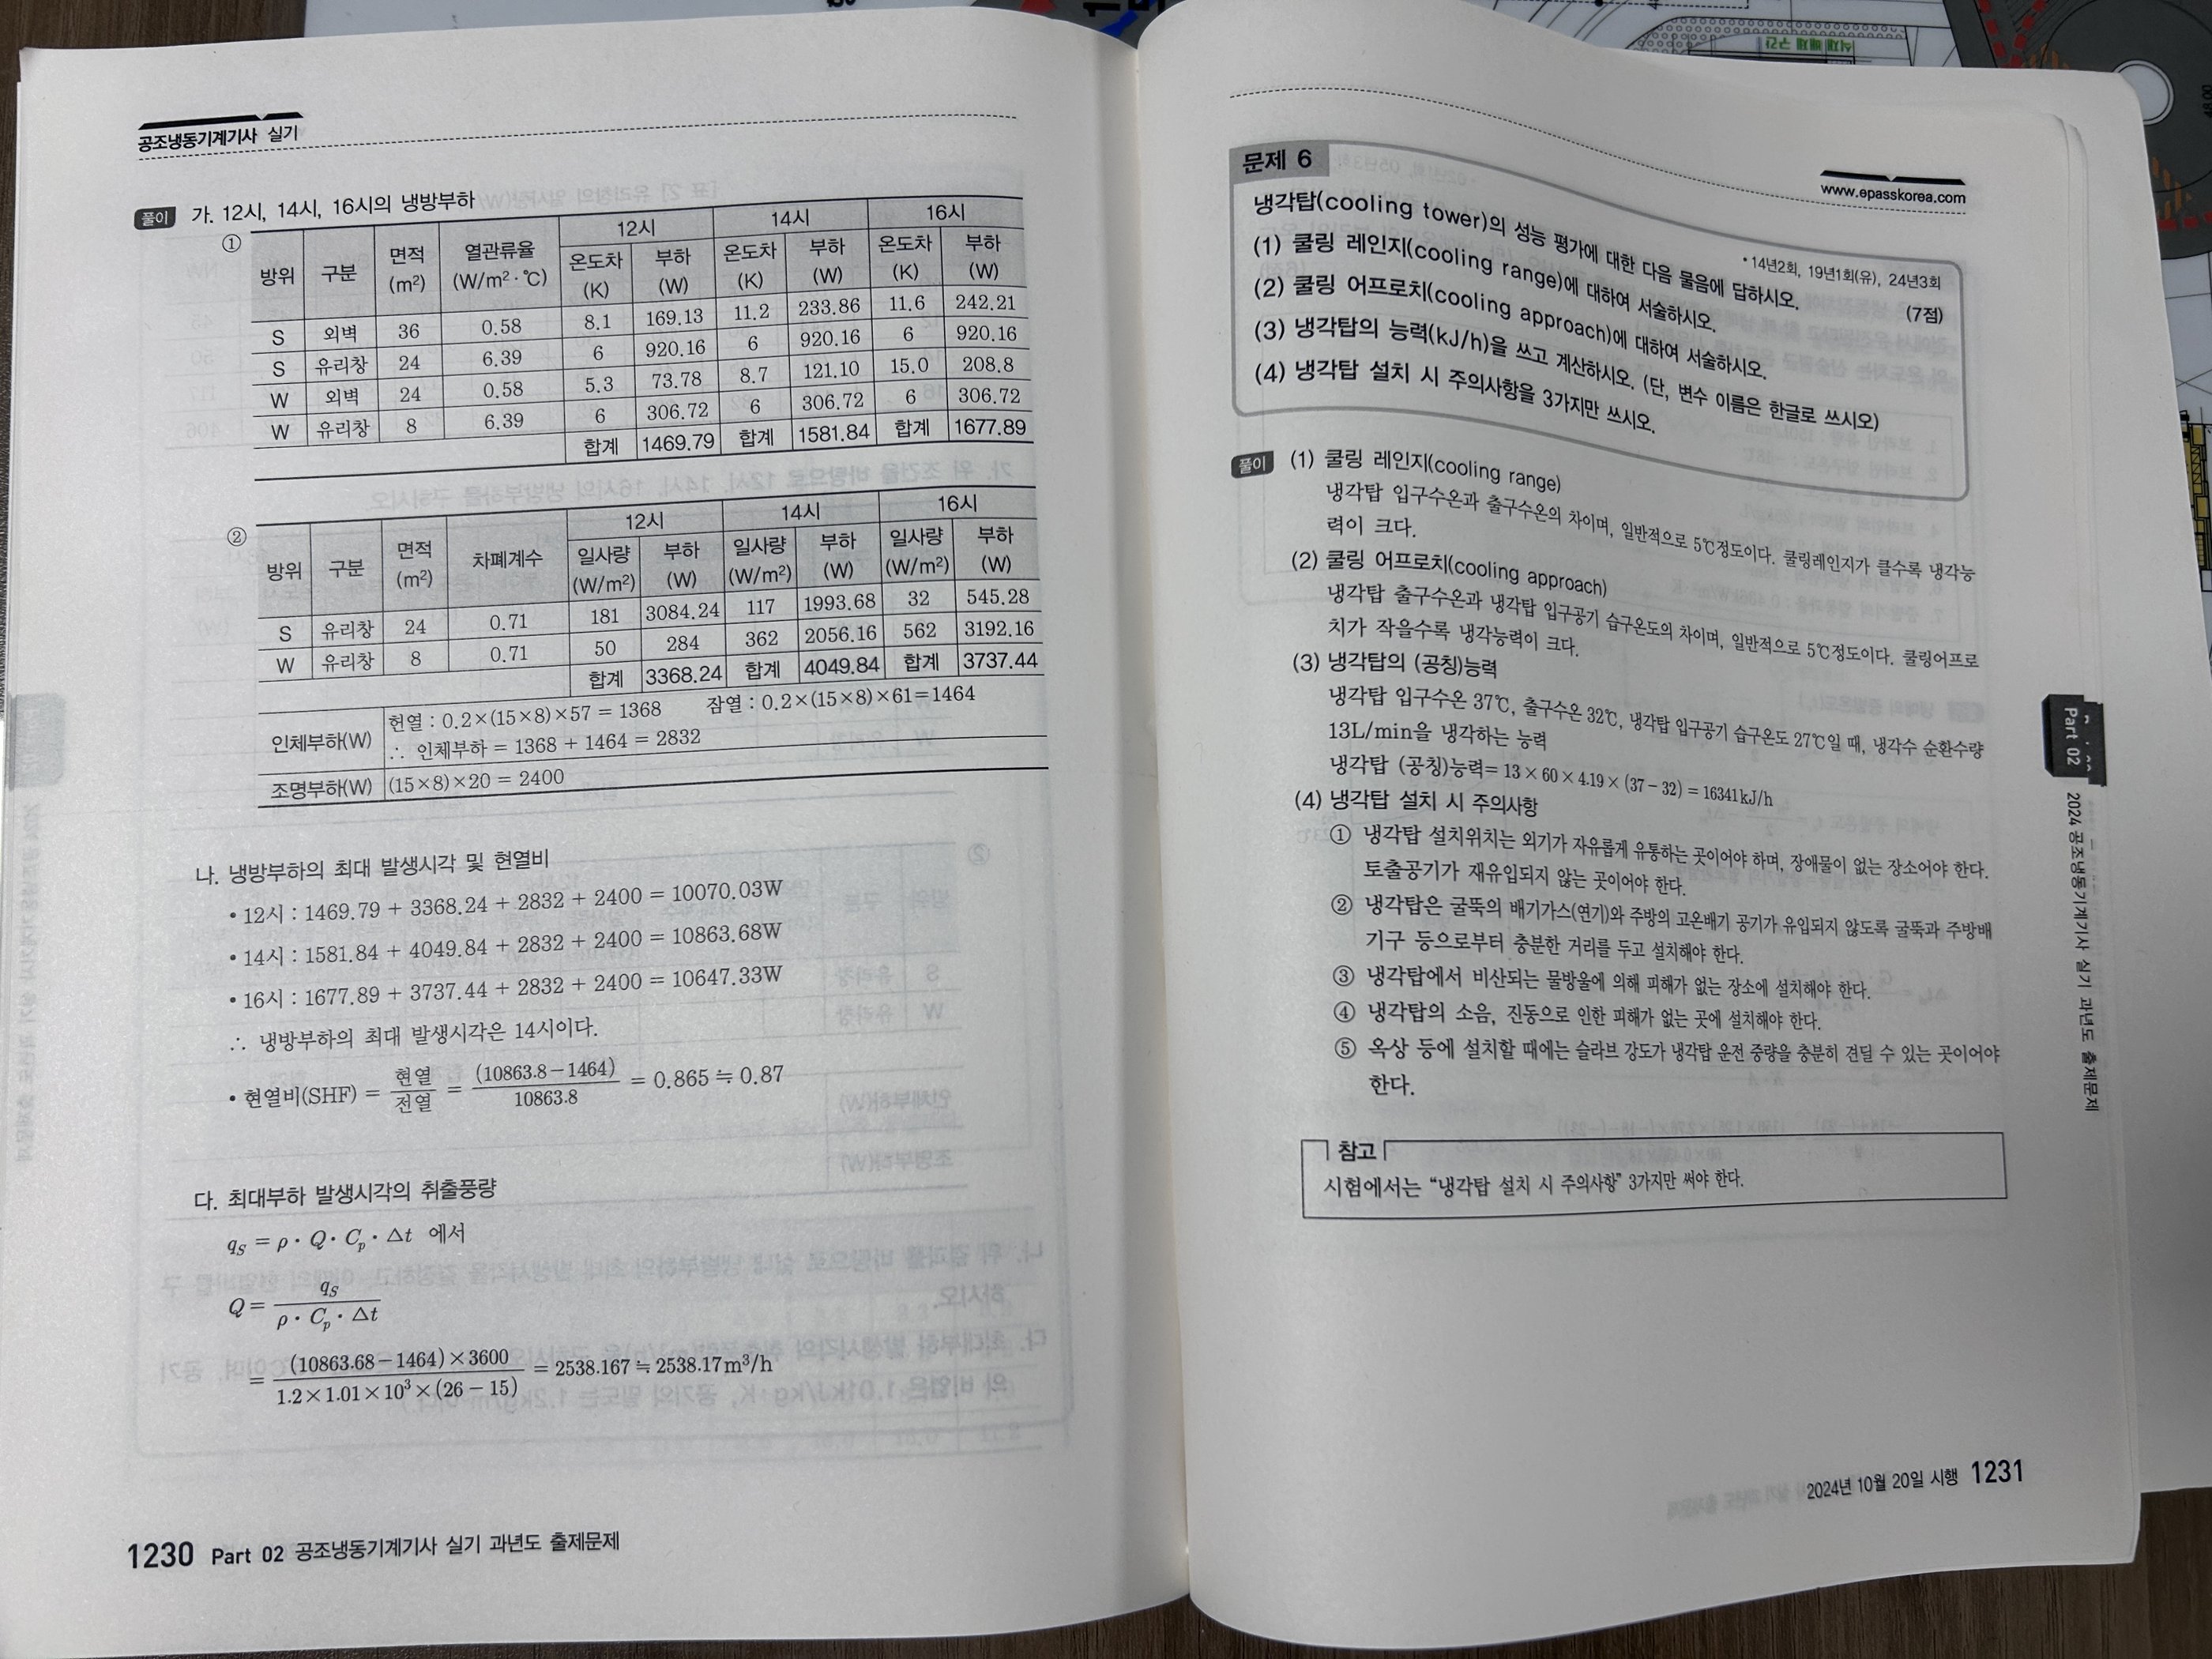 공조냉동기계기사 실기
풀이 가. 12시, 14시, 16시의 냉방부하
①
방위 구분 면적 (m²) 열관류율 (W/m²·℃) 12시 14시 16시
온도차 (K) 부하 (W) 온도차 (K) 부하 (W) 온도차 (K) 부하 (W)
S 외벽 36 0.58 8.1 169.13 11.2 233.86 11.6 242.21
S 유리창 24 6.39 6 920.16 6 920.16 6 920.16
W 외벽 24 0.58 5.3 73.78 8.7 121.10 15.0 208.8
W 유리창 8 6.39 6 306.72 6 306.72 6 306.72
합계 1469.79 합계 1581.84 합계 1677.89
②
방위 구분 면적 (m²) 차폐계수 12시 14시 16시
일사량 (W/m²) 부하 (W) 일사량 (W/m²) 부하 (W) 일사량 (W/m²) 부하 (W)
S 유리창 24 0.71 181 3084.24 117 1993.68 32 545.28
W 유리창 8 0.71 50 284 362 2056.16 562 3192.16
합계 3368.24 합계 4049.84 합계 3737.44
인체부하(W) 헌열 : 0.2×(15×8)×57 = 1368 잠열 : 0.2×(15×8)×61=1464
∴ 인체부하 = 1368 + 1464 = 2832
조명부하(W) (15×8)×20 = 2400
나. 냉방부하의 최대 발생시각 및 현열비
• 12시 : 1469.79 + 3368.24 + 2832 + 2400 = 10070.03W
• 14시 : 1581.84 + 4049.84 + 2832 + 2400 = 10863.68W
• 16시 : 1677.89 + 3737.44 + 2832 + 2400 = 10647.33W
∴ 냉방부하의 최대 발생시각은 14시이다.
• 현열비(SHF) = 현열/전열 = (10863.8−1464)/10863.8 = 0.865 ≒ 0.87
다. 최대부하 발생시각의 취출풍량
qS = ρ · Q · Cp · Δt 에서
Q = qS/(ρ · Cp · Δt)
= (10863.68−1464)×3600/(1.2×1.01×10³×(26−15)) = 2538.167 ≒ 2538.17m³/h
1230 Part 02 공조냉동기계기사 실기 과년도 출제문제
www.epasskorea.com
문제 6
냉각탑(cooling tower)의 성능 평가에 대한 다음 물음에 답하시오.
•14년2회, 19년1회(유), 24년3회
(7점)
(1) 쿨링 레인지(cooling range)에 대하여 서술하시오.
(2) 쿨링 어프로치(cooling approach)에 대하여 서술하시오.
(3) 냉각탑의 능력(kJ/h)을 쓰고 계산하시오. (단, 변수 이름은 한글로 쓰시오)
(4) 냉각탑 설치 시 주의사항을 3가지만 쓰시오.
풀이 (1) 쿨링 레인지(cooling range)
냉각탑 입구수온과 출구수온의 차이며, 일반적으로 5℃정도이다. 쿨링레인지가 클수록 냉각능
력이 크다.
(2) 쿨링 어프로치(cooling approach)
냉각탑 출구수온과 냉각탑 입구공기 습구온도의 차이며, 일반적으로 5℃정도이다. 쿨링어프로
치가 작을수록 냉각능력이 크다.
(3) 냉각탑의 (공칭)능력
냉각탑 입구수온 37℃, 출구수온 32℃, 냉각탑 입구공기 습구온도 27℃일 때, 냉각수 순환수량
13L/min을 냉각하는 능력
냉각탑 (공칭)능력= 13 × 60 × 4.19 × (37 − 32) = 16341kJ/h
(4) 냉각탑 설치 시 주의사항
① 냉각탑 설치위치는 외기가 자유롭게 유통하는 곳이어야 하며, 장애물이 없는 장소어야 한다.
토출공기가 재유입되지 않는 곳이어야 한다.
② 냉각탑은 굴뚝의 배기가스(연기)와 주방의 고온배기 공기가 유입되지 않도록 굴뚝과 주방배
기구 등으로부터 충분한 거리를 두고 설치해야 한다.
③ 냉각탑에서 비산되는 물방울에 의해 피해가 없는 장소에 설치해야 한다.
④ 냉각탑의 소음, 진동으로 인한 피해가 없는 곳에 설치해야 한다.
⑤ 옥상 등에 설치할 때에는 슬라브 강도가 냉각탑 운전 중량을 충분히 견딜 수 있는 곳이어야
한다.
참고
시험에서는 “냉각탑 설치 시 주의사항” 3가지만 써야 한다.
Part 02
2024 공조냉동기계기사 실기 과년도 출제문제
2024년 10월 20일 시행 1231